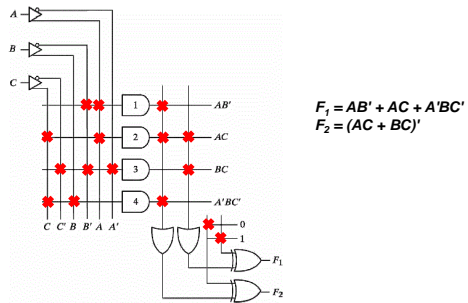 A
B
C
1 AB'
2 AC
3 BC
4 A'BC'
C C' B B' A A'
0
1
F₁
F₂
F₁ = AB' + AC + A'BC'
F₂ = (AC + BC)'